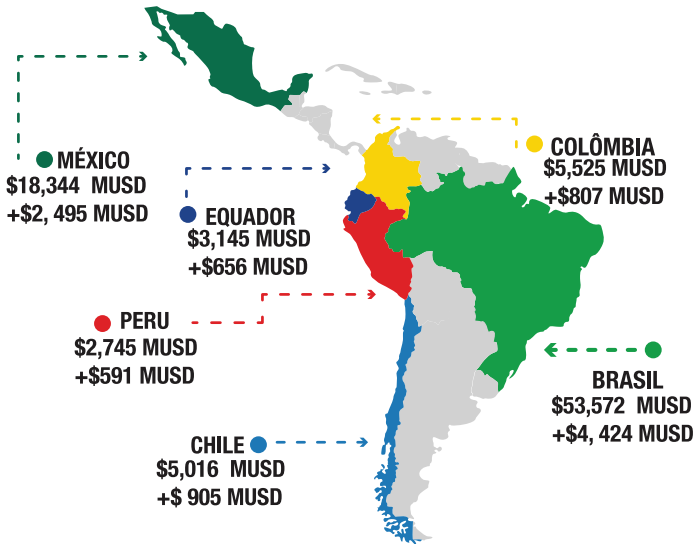 MÉXICO
$18,344 MUSD
+$2, 495 MUSD
COLÔMBIA
$5,525 MUSD
+$807 MUSD
EQUADOR
$3,145 MUSD
+$656 MUSD
PERU
$2,745 MUSD
+$591 MUSD
BRASIL
$53,572 MUSD
+$4, 424 MUSD
CHILE
$5,016 MUSD
+$ 905 MUSD